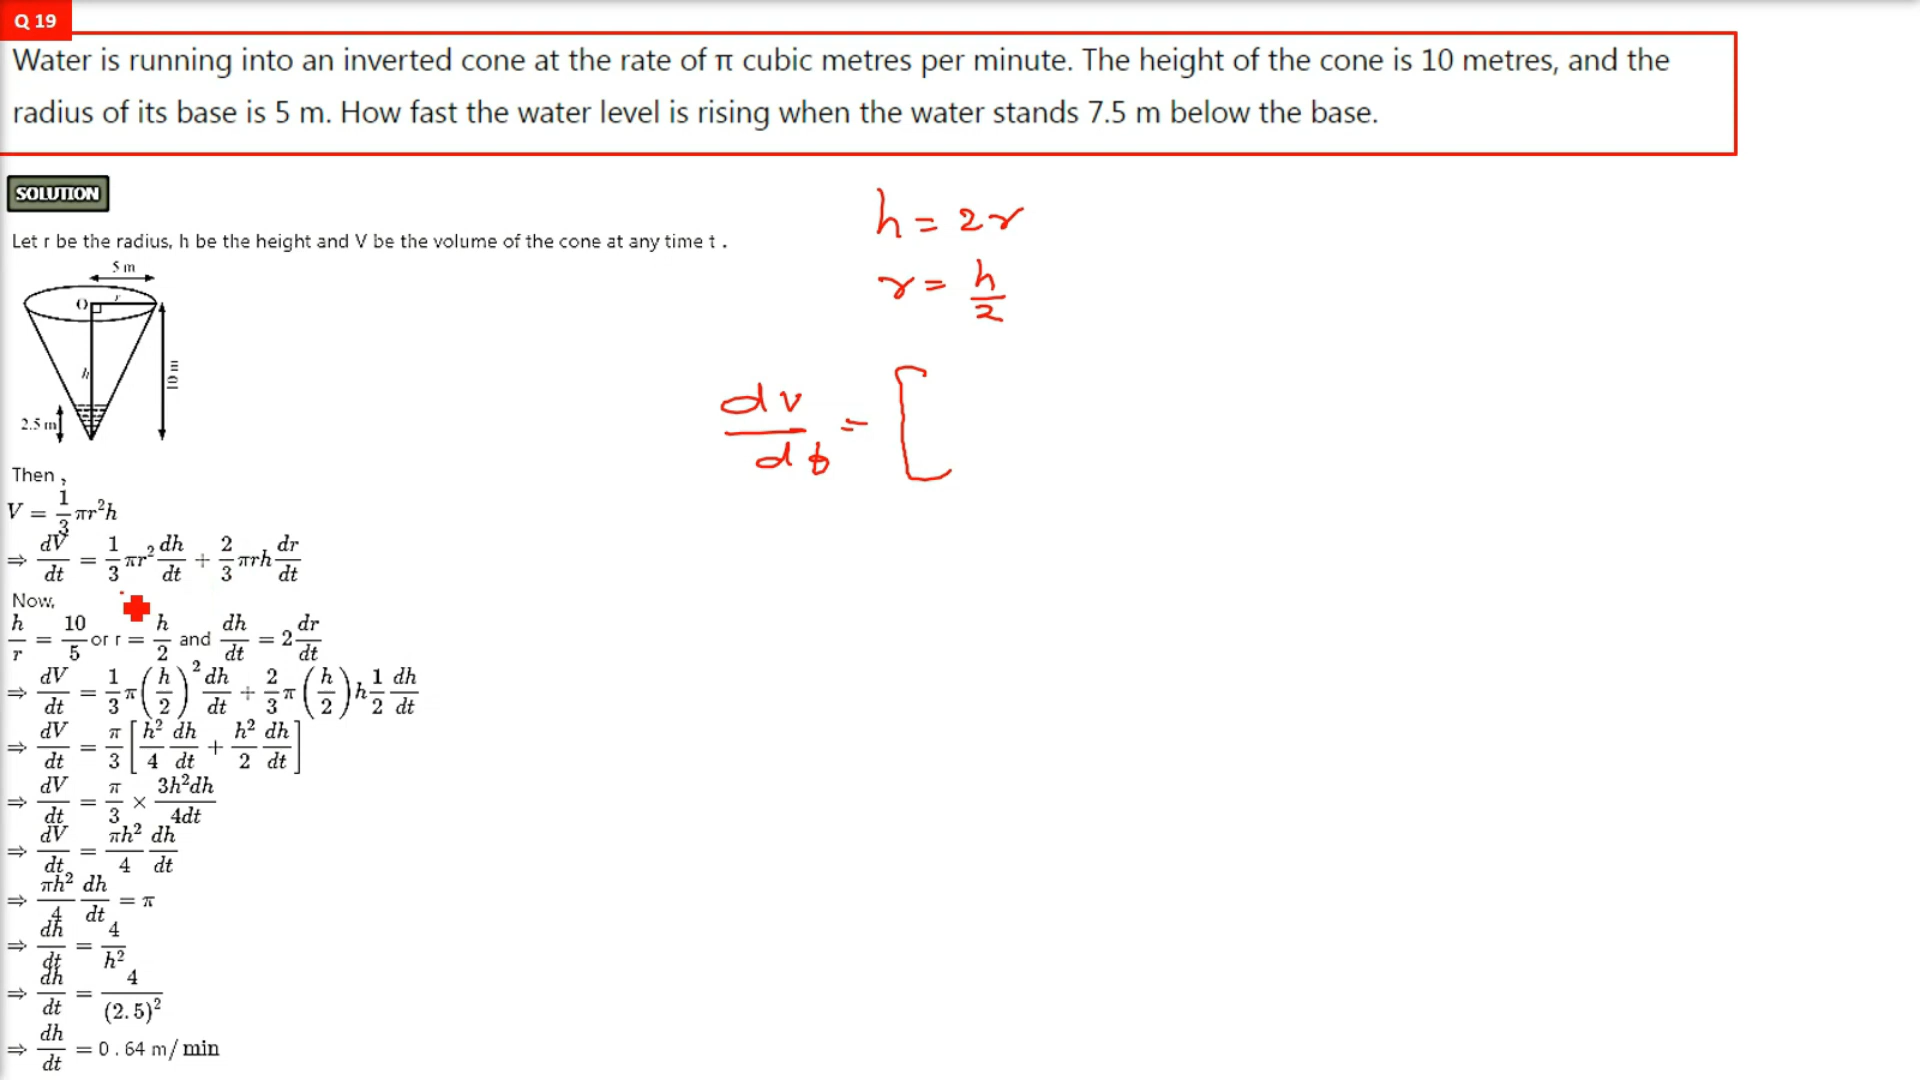 Q 19
Water is running into an inverted cone at the rate of π cubic metres per minute. The height of the cone is 10 metres, and the
radius of its base is 5 m. How fast the water level is rising when the water stands 7.5 m below the base.
SOLUTION
Let r be the radius, h be the height and V be the volume of the cone at any time t .
5 m
O r
h
10 m
2.5 m
Then ,
V = 1/3 πr²h
⇒ dV/dt = 1/3 πr² dh/dt + 2/3 πrh dr/dt
Now,
h/r = 10/5 or r = h/2 and dh/dt = 2 dr/dt
⇒ dV/dt = 1/3 π(h/2)² dh/dt + 2/3 π(h/2)h 1/2 dh/dt
⇒ dV/dt = π/3 [h²/4 dh/dt + h²/2 dh/dt]
⇒ dV/dt = π/3 × 3h²dh/4dt
⇒ dV/dt = πh²/4 dh/dt
⇒ πh²/4 dh/dt = π
⇒ dh/dt = 4/h²
⇒ dh/dt = 4/(2.5)²
⇒ dh/dt = 0 . 64 m/min
h = 2r
r = h/2
dv/dt = [